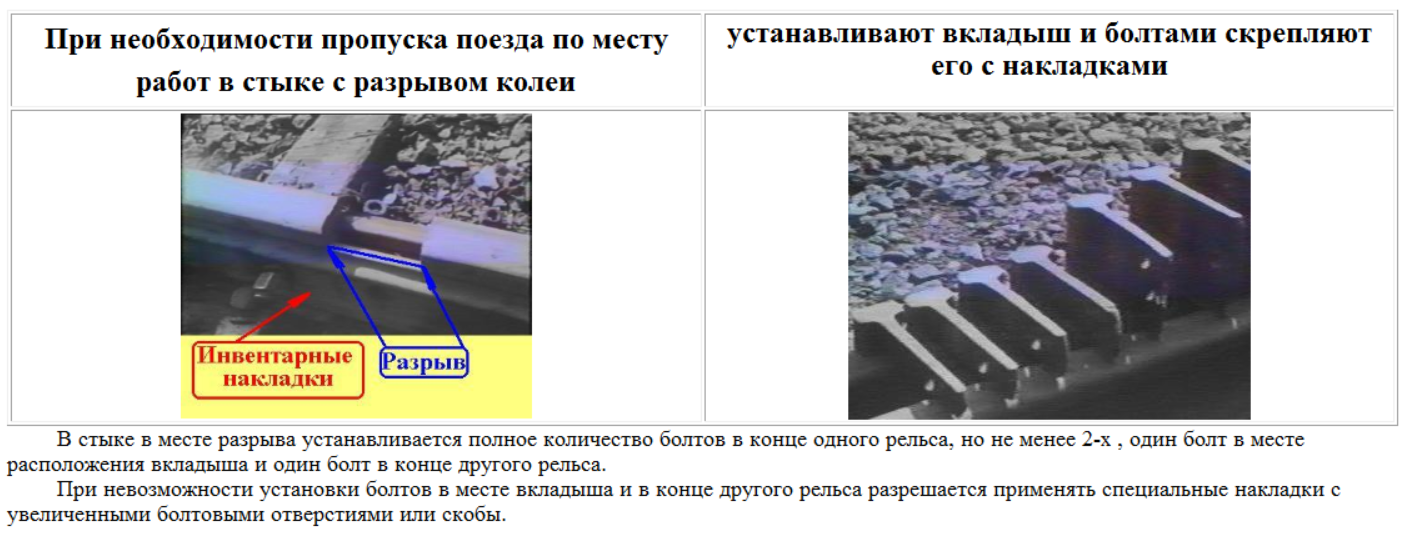 При необходимости пропуска поезда по месту
работ в стыке с разрывом колеи
устанавливают вкладыш и болтами скрепляют
его с накладками
Инвентарные
накладки
Разрыв
В стыке в месте разрыва устанавливается полное количество болтов в конце одного рельса, но не менее 2-х , один болт в месте
расположения вкладыша и один болт в конце другого рельса.
При невозможности установки болтов в месте вкладыша и в конце другого рельса разрешается применять специальные накладки с
увеличенными болтовыми отверстиями или скобы.